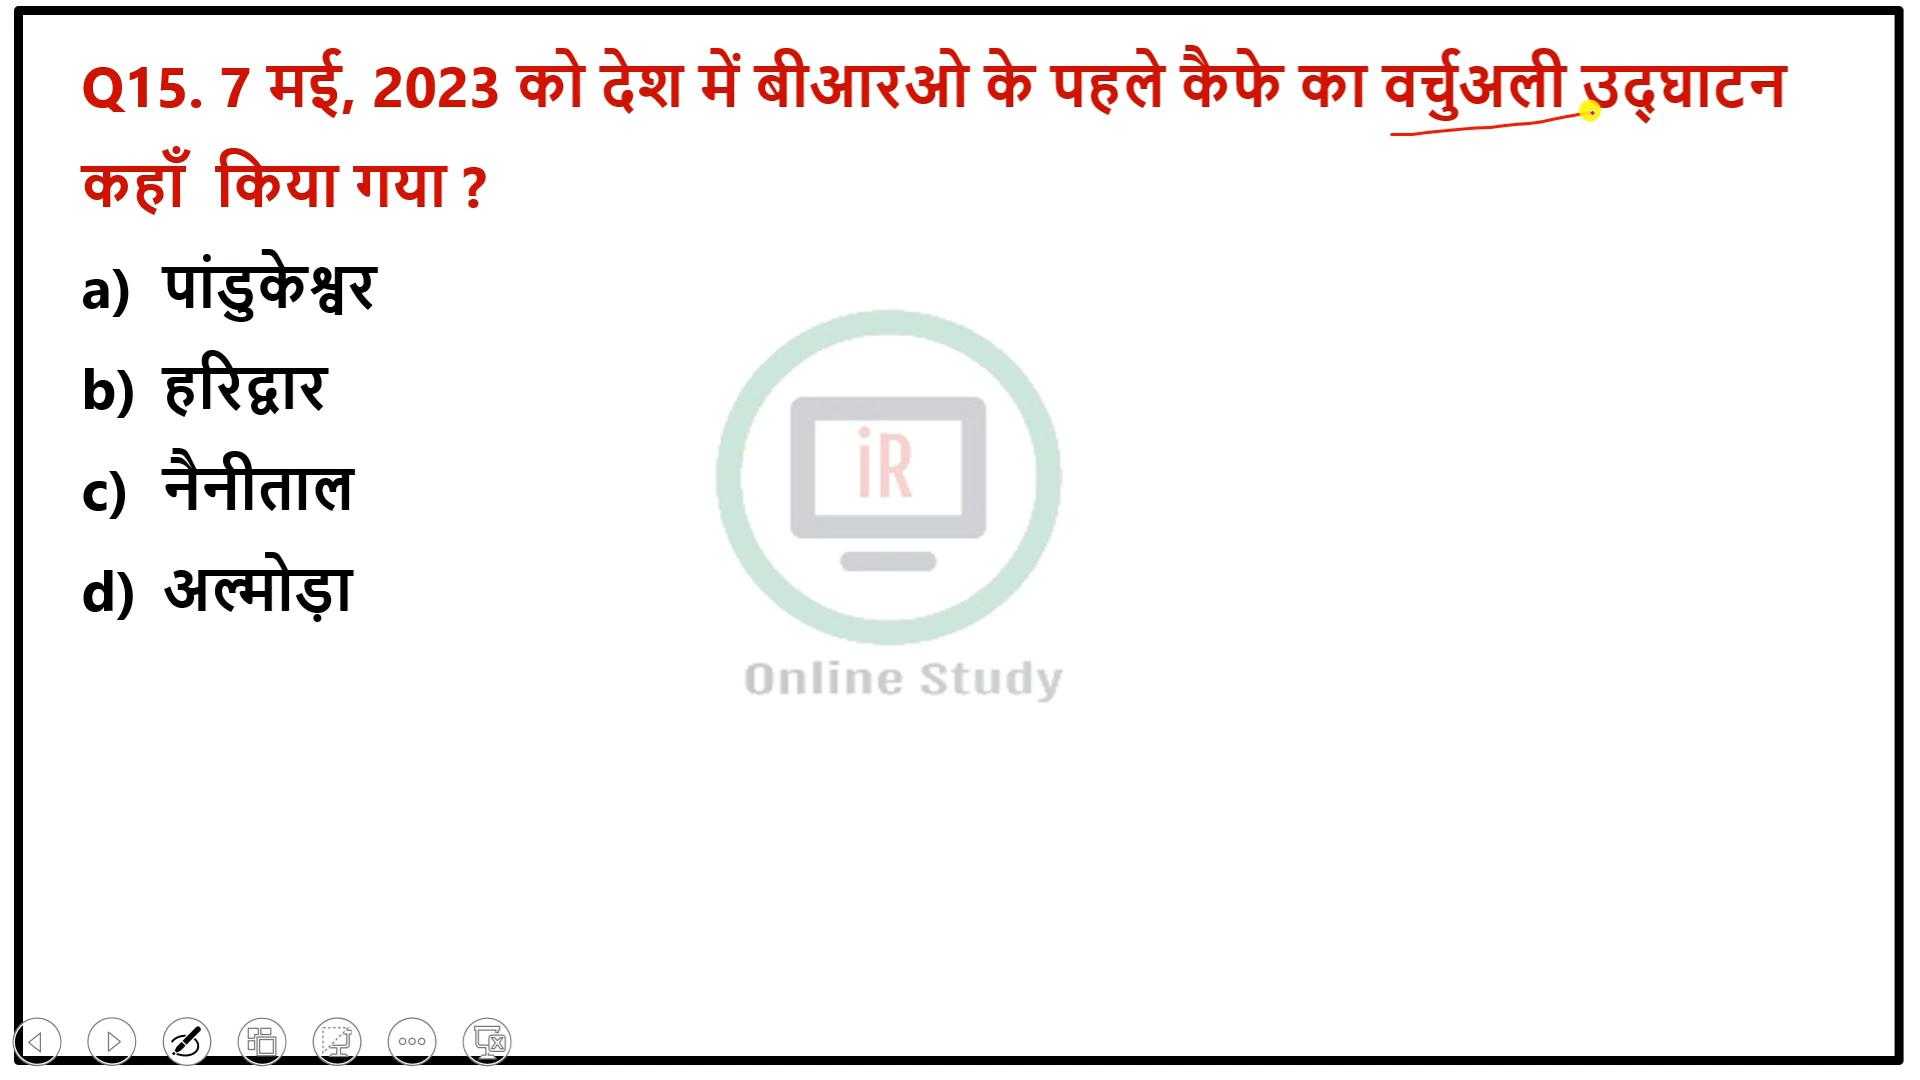 Q15. 7 मई, 2023 को देश में बीआरओ के पहले कैफे का वर्चुअली उद्घाटन
कहाँ किया गया ?
a) पांडुकेश्वर
b) हरिद्वार
c) नैनीताल
d) अल्मोड़ा
iR
Online Study